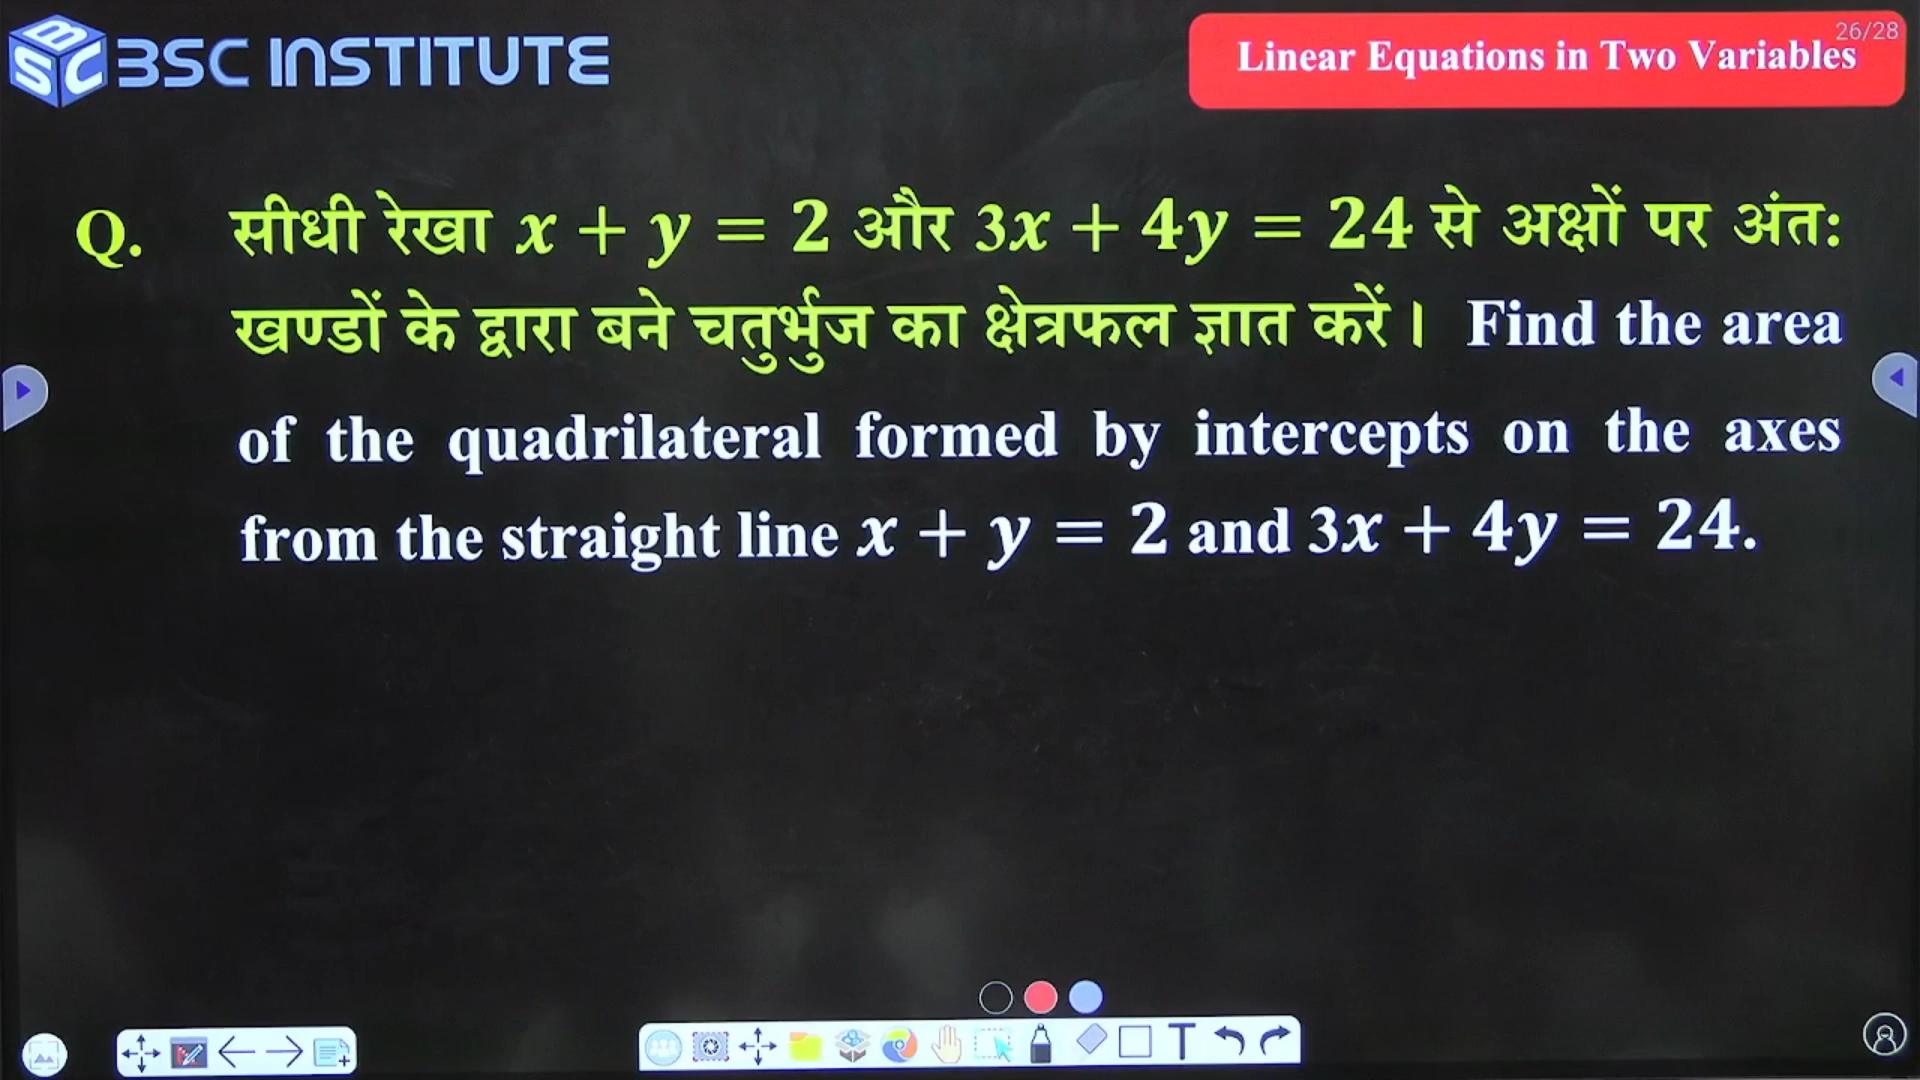 BSC INSTITUTE
Linear Equations in Two Variables
26/28
Q. सीधी रेखा x + y = 2 और 3x + 4y = 24 से अक्षों पर अंत:
खण्डों के द्वारा बने चतुर्भुज का क्षेत्रफल ज्ञात करें। Find the area
of the quadrilateral formed by intercepts on the axes
from the straight line x + y = 2 and 3x + 4y = 24.